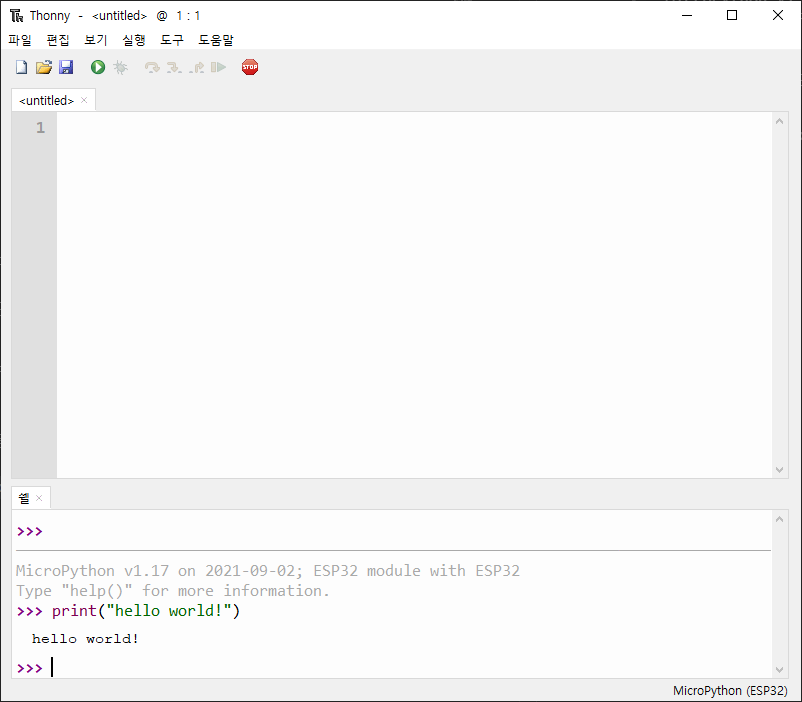 Thonny - <untitled> @ 1 : 1
파일 편집 보기 실행 도구 도움말
STOP
<untitled> ×
1
쉘 ×
>>>
MicroPython v1.17 on 2021-09-02; ESP32 module with ESP32
Type "help()" for more information.
>>> print("hello world!")
hello world!
>>>
MicroPython (ESP32)